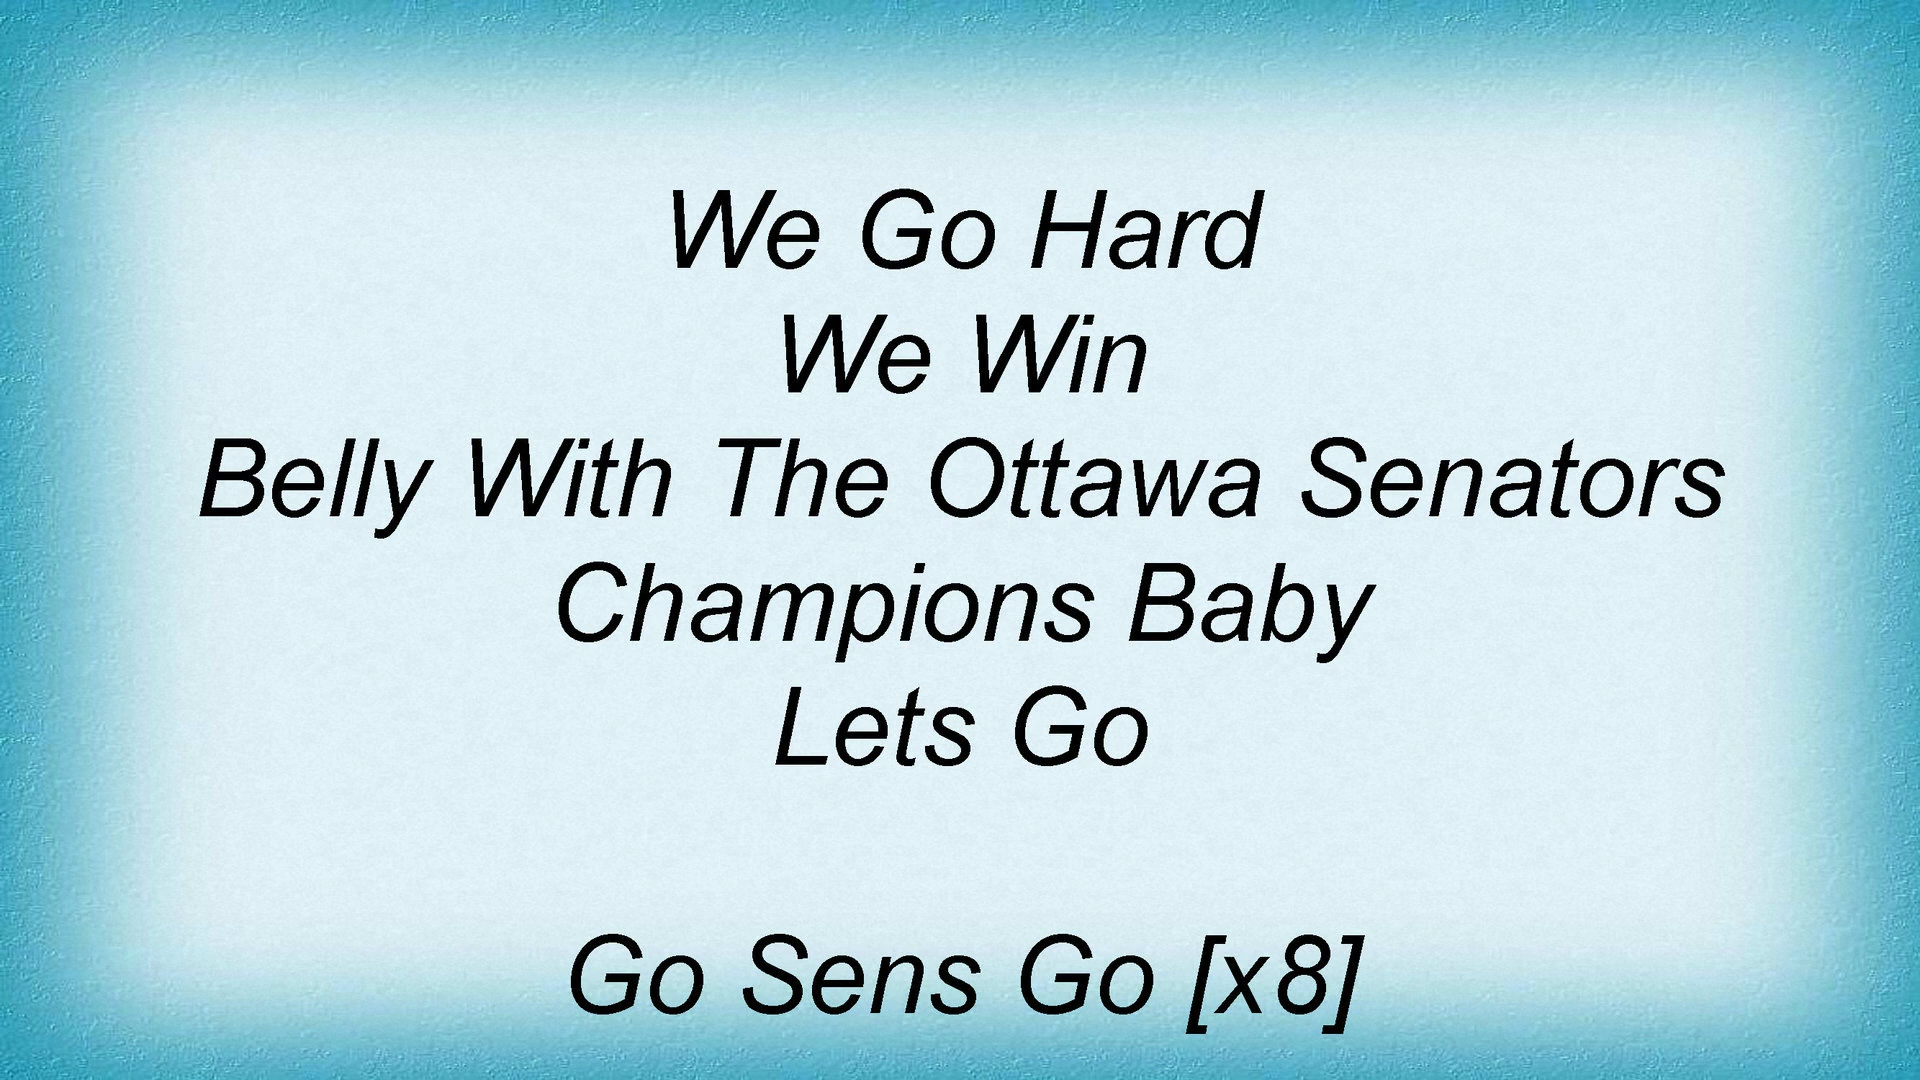 We Go Hard
We Win
Belly With The Ottawa Senators
Champions Baby
Lets Go
Go Sens Go [x8]